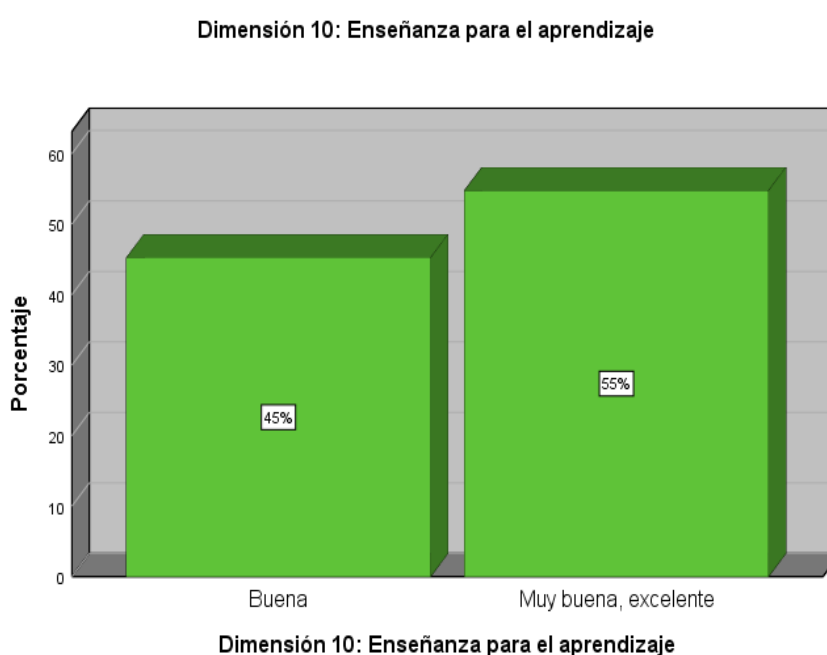 Dimensión 10: Enseñanza para el aprendizaje
Porcentaje
60
50
40
30
20
10
0
45%
55%
Buena
Muy buena, excelente
Dimensión 10: Enseñanza para el aprendizaje